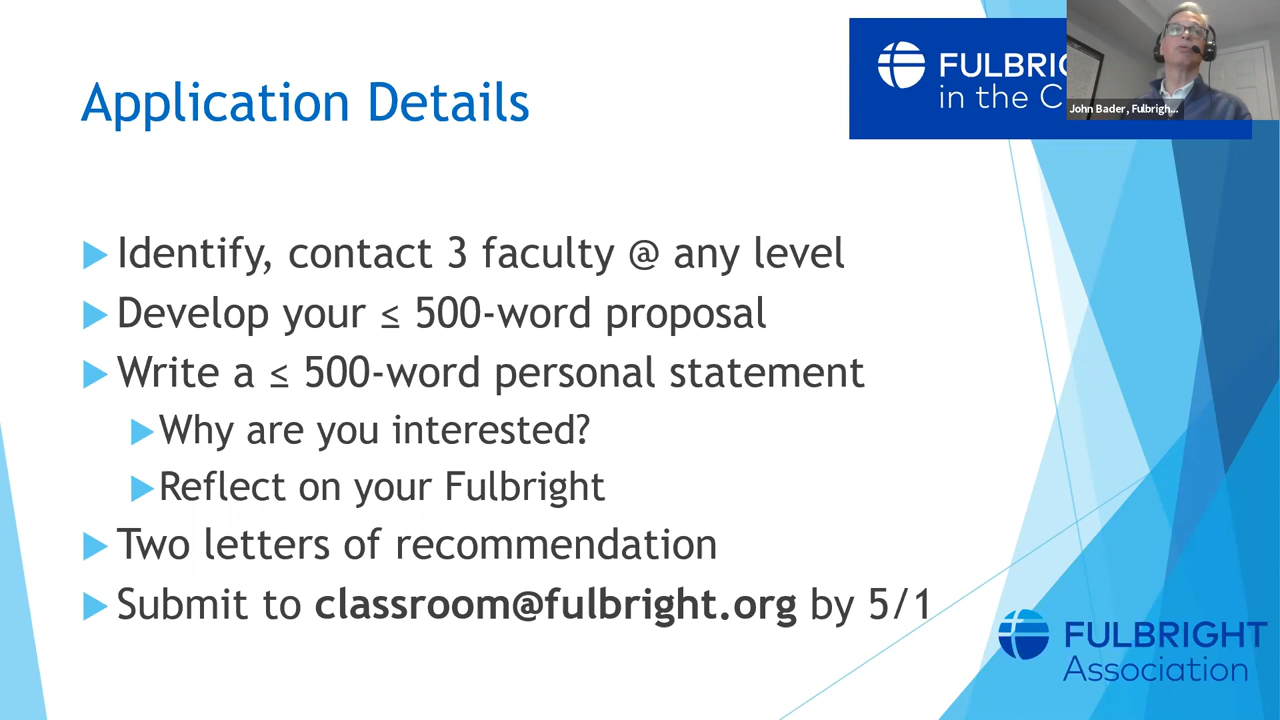 Application Details
FULBRIG
in the C
John Bader, Fulbrigh...
Identify, contact 3 faculty @ any level
Develop your ≤ 500-word proposal
Write a ≤ 500-word personal statement
Why are you interested?
Reflect on your Fulbright
Two letters of recommendation
Submit to classroom@fulbright.org by 5/1
FULBRIGHT
Association